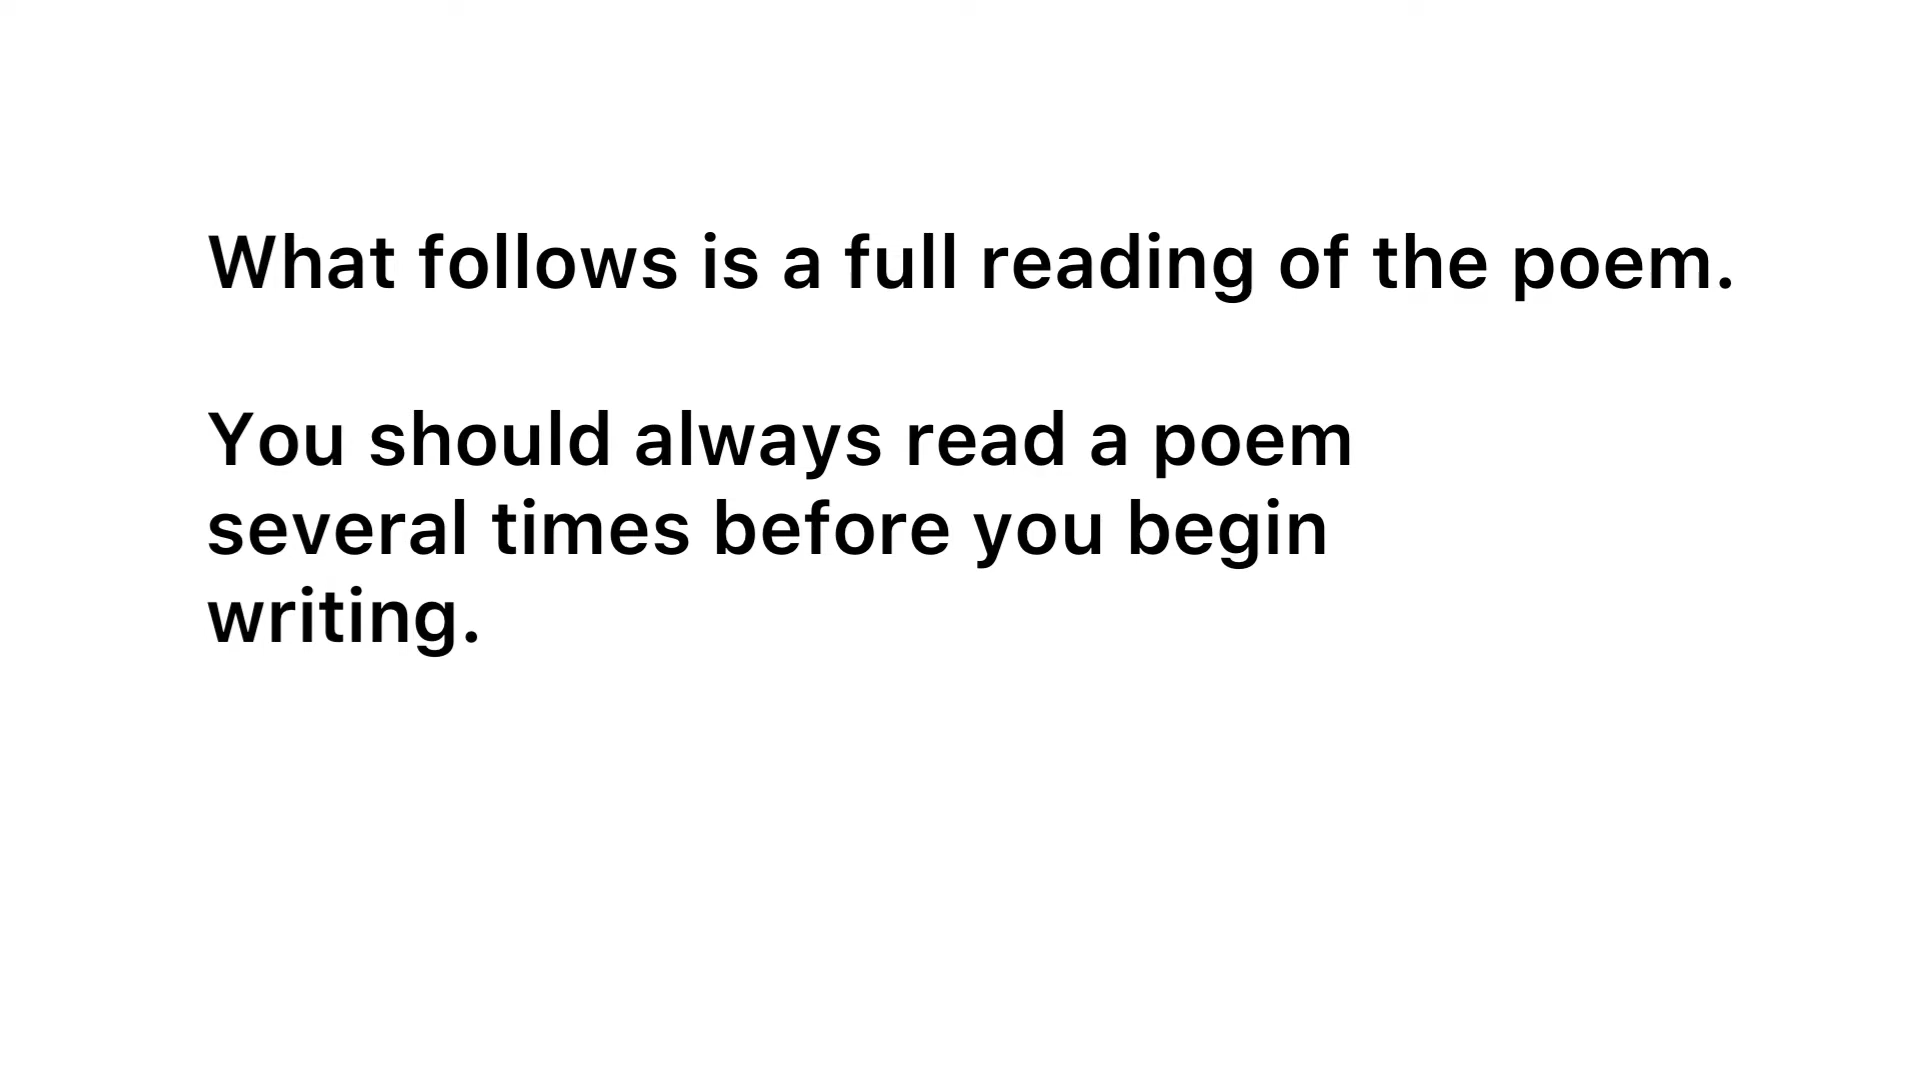 What follows is a full reading of the poem.
You should always read a poem
several times before you begin
writing.